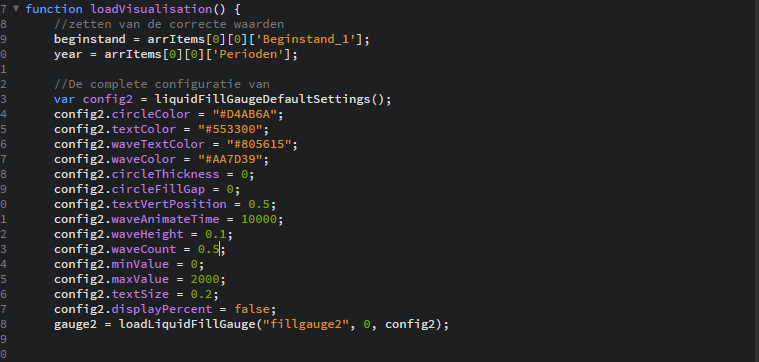 7 ▼ function loadVisualisation() {
8 //zetten van de correcte waarden
9 beginstand = arrItems[0][0]['Beginstand_1'];
0 year = arrItems[0][0]['Perioden'];
1
2 //De complete configuratie van
3 var config2 = liquidFillGaugeDefaultSettings();
4 config2.circleColor = "#D4AB6A";
5 config2.textColor = "#553300";
6 config2.waveTextColor = "#805615";
7 config2.waveColor = "#AA7D39";
8 config2.circleThickness = 0;
9 config2.circleFillGap = 0;
0 config2.textVertPosition = 0.5;
1 config2.waveAnimateTime = 10000;
2 config2.waveHeight = 0.1;
3 config2.waveCount = 0.5;
4 config2.minValue = 0;
5 config2.maxValue = 2000;
6 config2.textSize = 0.2;
7 config2.displayPercent = false;
8 gauge2 = loadLiquidFillGauge("fillgauge2", 0, config2);
9
0